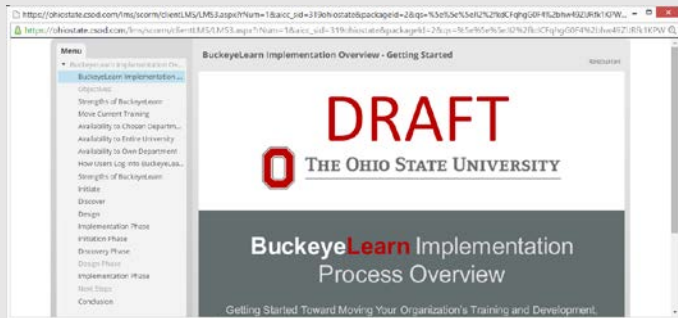 Menu
BuckeyeLearn Implementation Ov...
BuckeyeLearn Implementation ...
Objectives
Strengths of BuckeyeLearn
Move Current Training
Availability to Chosen Departm...
Availability to Entire University
Availability to Own Department
How Users Log Into BuckeyeLea...
Strengths of BuckeyeLearn
Initiate
Discover
Design
Implementation Phase
Initiation Phase
Discovery Phase
Design Phase
Implementation Phase
Next Steps
Conclusion
BuckeyeLearn Implementation Overview - Getting Started
Resources
DRAFT
THE OHIO STATE UNIVERSITY
BuckeyeLearn Implementation
Process Overview
Getting Started Toward Moving Your Organization's Training and Development.